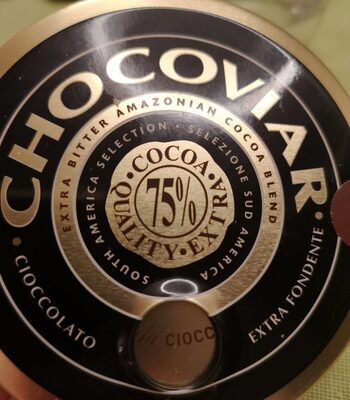 CHOCOVIAR
EXTRA BITTER AMAZONIAN COCOA BLEND
SOUTH AMERICA SELECTION • SELEZIONE SUD AMERICA
COCOA
75%
QUALITY • EXTRA
CIOCCOLATO
EXTRA FONDENTE
CIOCC